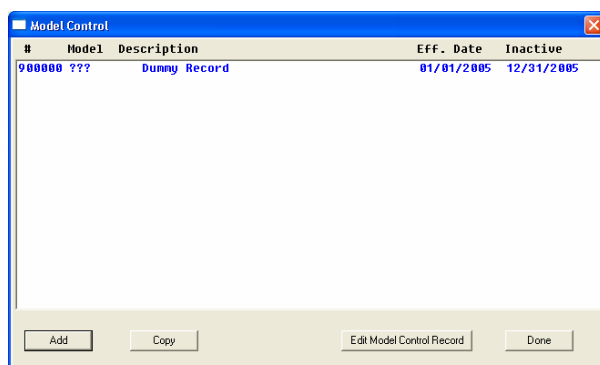 Model Control
# Model Description Eff. Date Inactive
900000 ??? Dummy Record 01/01/2005 12/31/2005
Add Copy Edit Model Control Record Done